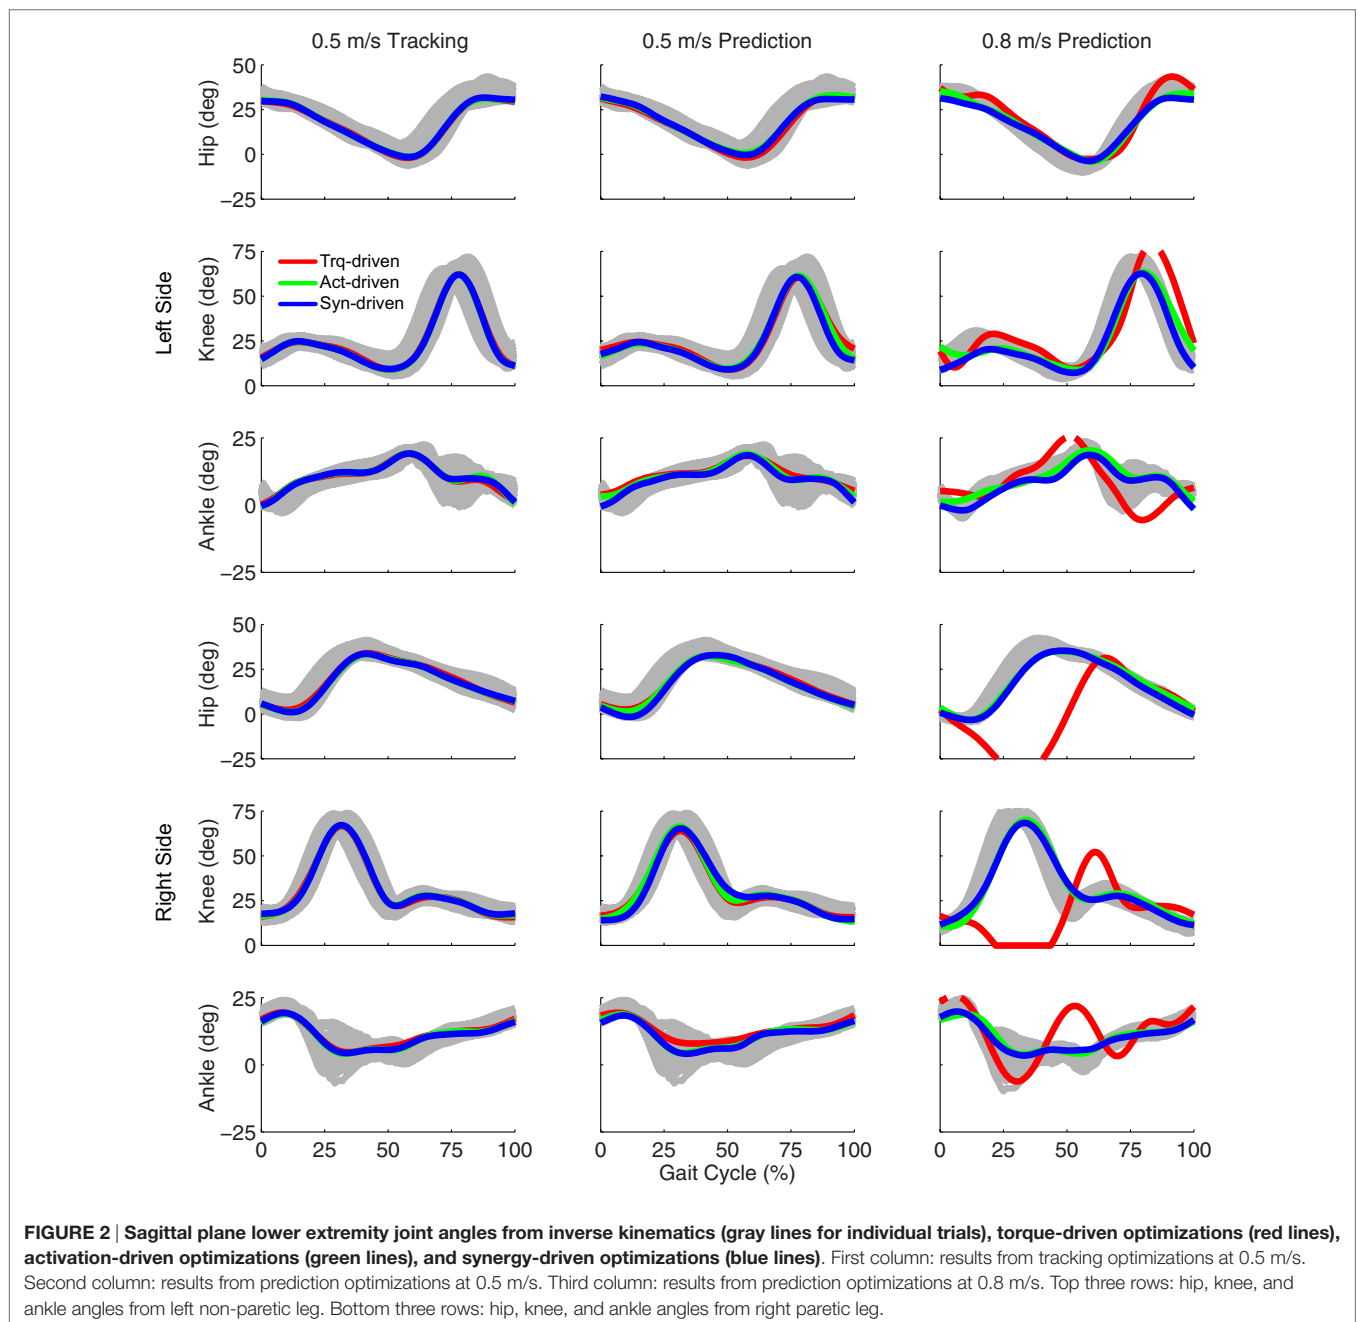 0.5 m/s Tracking
0.5 m/s Prediction
0.8 m/s Prediction
Left Side
Hip (deg)
50
25
0
−25
Knee (deg)
75
50
25
0
Trq-driven
Act-driven
Syn-driven
Ankle (deg)
25
0
−25
Right Side
Hip (deg)
50
25
0
−25
Knee (deg)
75
50
25
0
Ankle (deg)
25
0
−25
0 25 50 75 100
0 25 50 75 100
0 25 50 75 100
Gait Cycle (%)
FIGURE 2 | Sagittal plane lower extremity joint angles from inverse kinematics (gray lines for individual trials), torque-driven optimizations (red lines),
activation-driven optimizations (green lines), and synergy-driven optimizations (blue lines). First column: results from tracking optimizations at 0.5 m/s.
Second column: results from prediction optimizations at 0.5 m/s. Third column: results from prediction optimizations at 0.8 m/s. Top three rows: hip, knee, and
ankle angles from left non-paretic leg. Bottom three rows: hip, knee, and ankle angles from right paretic leg.